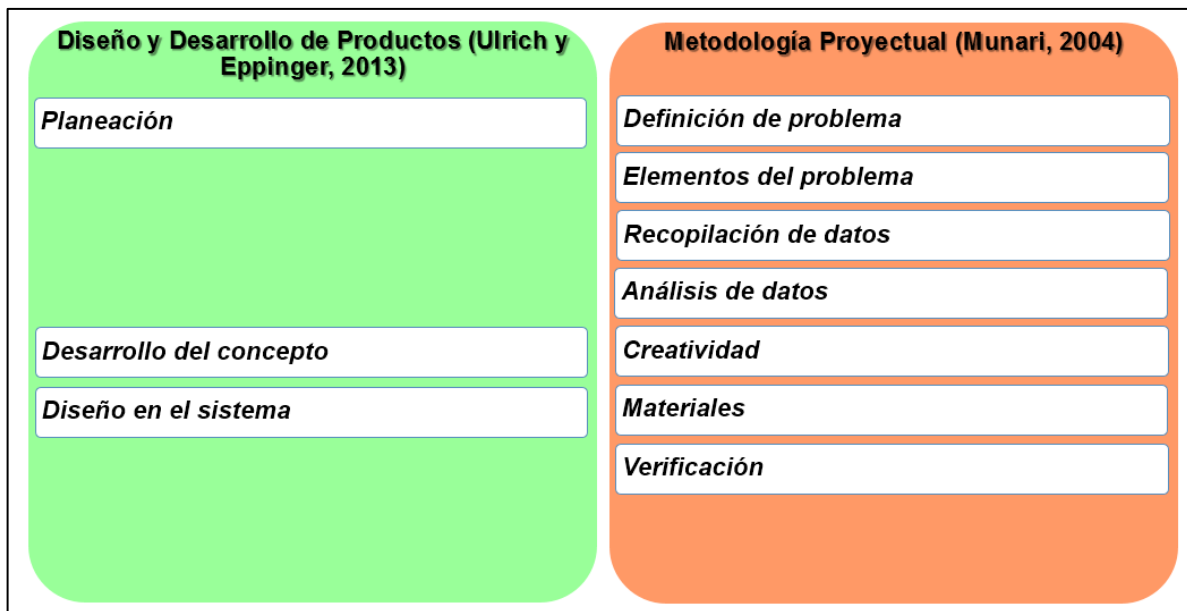 Diseño y Desarrollo de Productos (Ulrich y
Eppinger, 2013)
Planeación
Desarrollo del concepto
Diseño en el sistema
Metodología Proyectual (Munari, 2004)
Definición de problema
Elementos del problema
Recopilación de datos
Análisis de datos
Creatividad
Materiales
Verificación